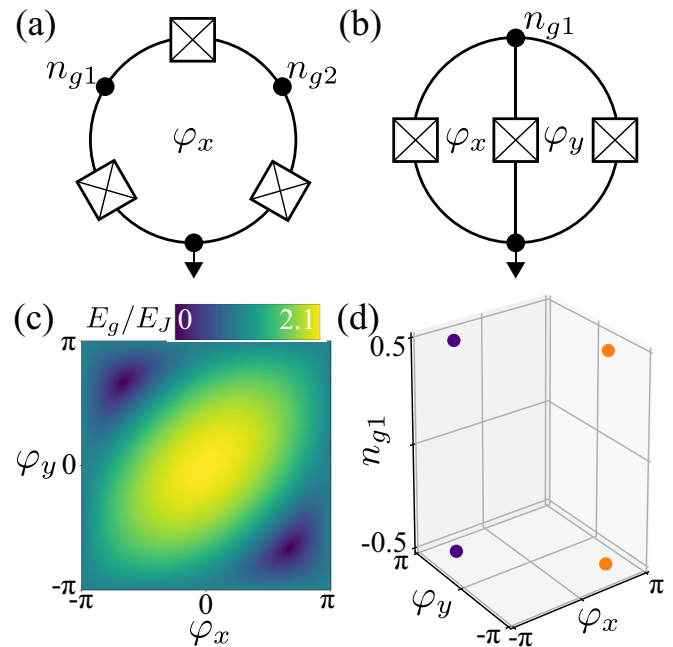 (a)
n_{g1}
n_{g2}
φ_x
(b)
n_{g1}
φ_x
φ_y
(c)
E_g/E_J
0
2.1
π
φ_y
0
-π
-π
0
π
φ_x
(d)
0.5
n_{g1}
-0.5
π
φ_y
-π
-π
φ_x
π